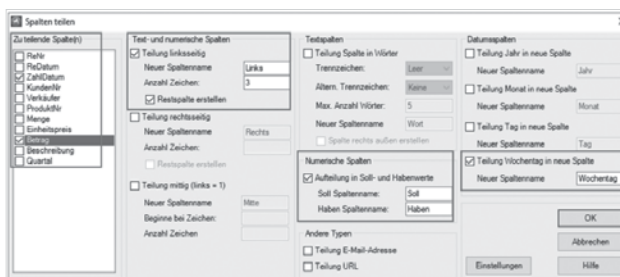 Spalten teilen
Zu teilende Spalte(n)
ReNr
ReDatum
ZahlDatum
KundenNr
Verkäufer
ProduktNr
Menge
Einheitspreis
Betrag
Beschreibung
Quartal
Text- und numerische Spalten
Teilung linksseitig
Neuer Spaltenname Links
Anzahl Zeichen: 3
Restspalte erstellen
Teilung rechtsseitig
Neuer Spaltenname Rechts
Anzahl Zeichen:
Restspalte erstellen
Teilung mittig (links = 1)
Neuer Spaltenname Mitte
Beginne bei Zeichen:
Anzahl Zeichen
Textspalten
Teilung Spalte in Wörter
Trennzeichen: Leer
Altern. Trennzeichen: Keine
Max. Anzahl Wörter: 5
Neuer Spaltenname Wort
Spalte rechts außen erstellen
Numerische Spalten
Aufteilung in Soll- und Habenwerte
Soll Spaltenname: Soll
Haben Spaltenname: Haben
Andere Typen
Teilung E-Mail-Adresse
Teilung URL
Datumsspalten
Teilung Jahr in neue Spalte
Neuer Spaltenname Jahr
Teilung Monat in neue Spalte
Neuer Spaltenname Monat
Teilung Tag in neue Spalte
Neuer Spaltenname Tag
Teilung Wochentag in neue Spalte
Neuer Spaltenname Wochentag
OK
Abbrechen
Einstellungen
Hilfe